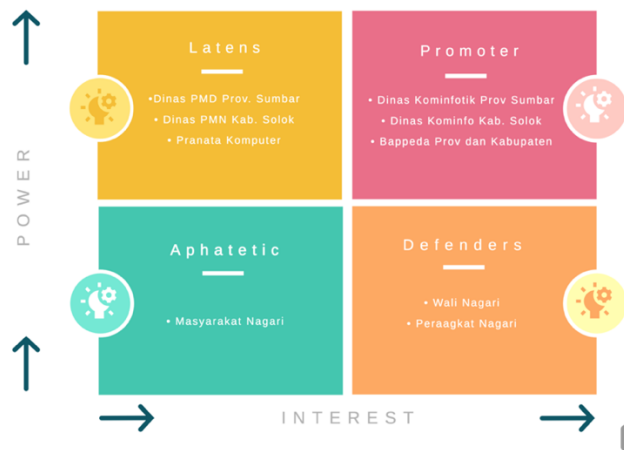 Latens
•Dinas PMD Prov. Sumbar
• Dinas PMN Kab. Solok
• Pranata Komputer
Promoter
• Dinas Kominfotik Prov Sumbar
• Dinas Kominfo Kab. Solok
• Bappeda Prov dan Kabupaten
POWER
Aphatetic
• Masyarakat Nagari
Defenders
• Wali Nagari
• Peraagkat Nagari
INTEREST